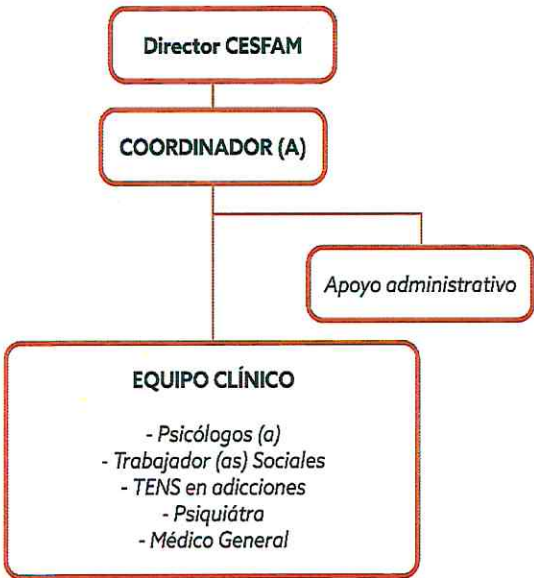 Director CESFAM
COORDINADOR (A)
Apoyo administrativo
EQUIPO CLÍNICO
- Psicólogos (a)
- Trabajador (as) Sociales
- TENS en adicciones
- Psiquiátra
- Médico General